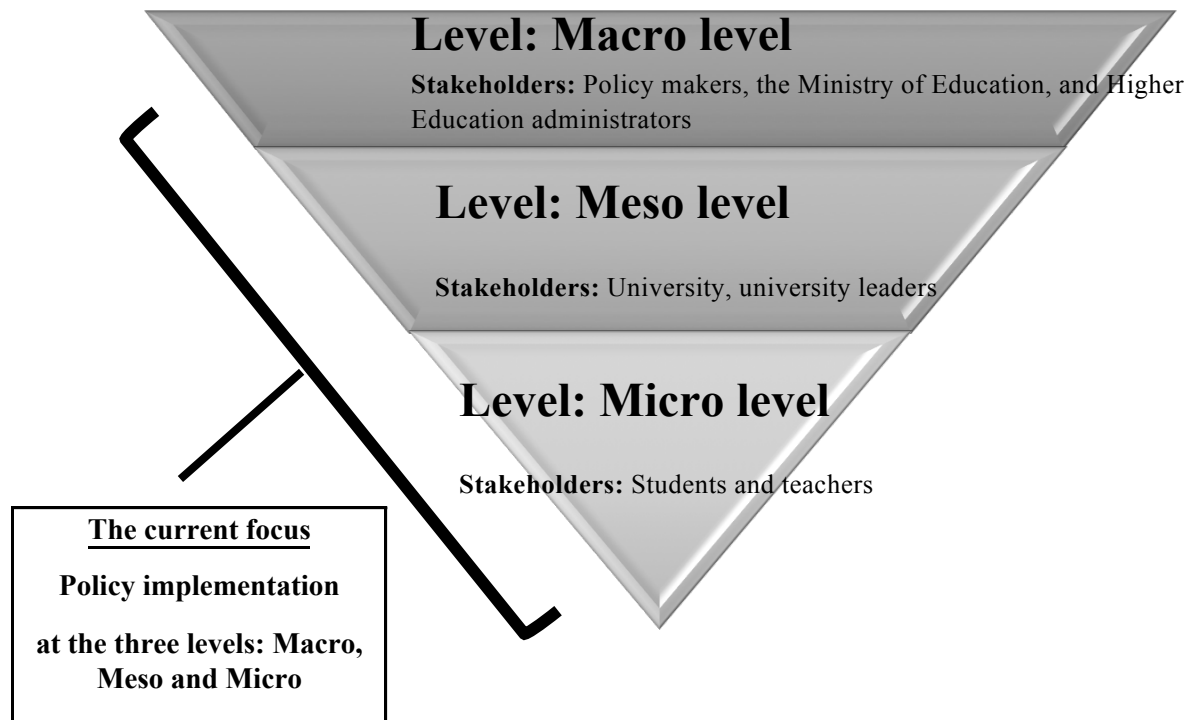 Level: Macro level
Stakeholders: Policy makers, the Ministry of Education, and Higher
Education administrators
Level: Meso level
Stakeholders: University, university leaders
Level: Micro level
Stakeholders: Students and teachers
The current focus
Policy implementation
at the three levels: Macro,
Meso and Micro